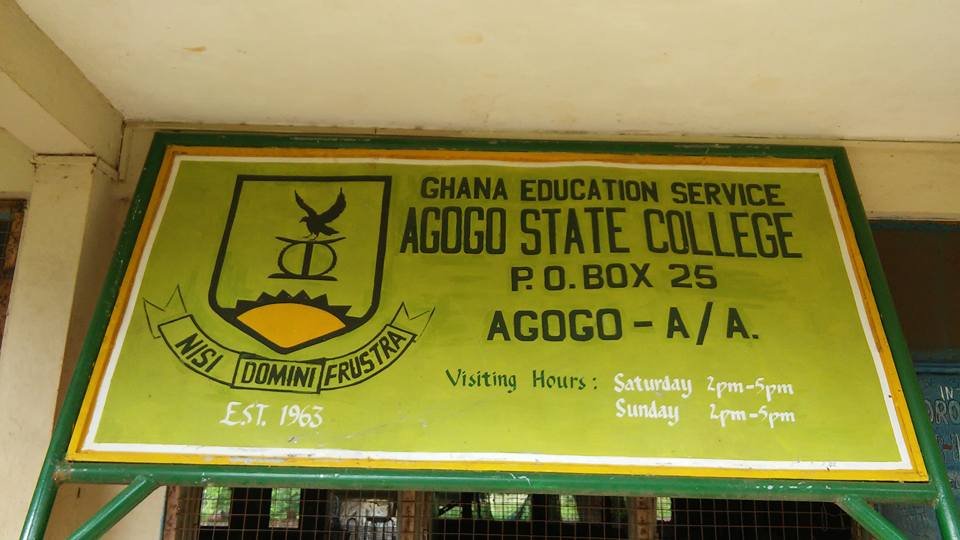 GHANA EDUCATION SERVICE
AGOGO STATE COLLEGE
P.O. BOX 25
AGOGO - A/A.
Visiting Hours: Saturday 2pm-5pm
Sunday 2pm-5pm
NISI DOMINI FRUSTRA
EST. 1963
IN